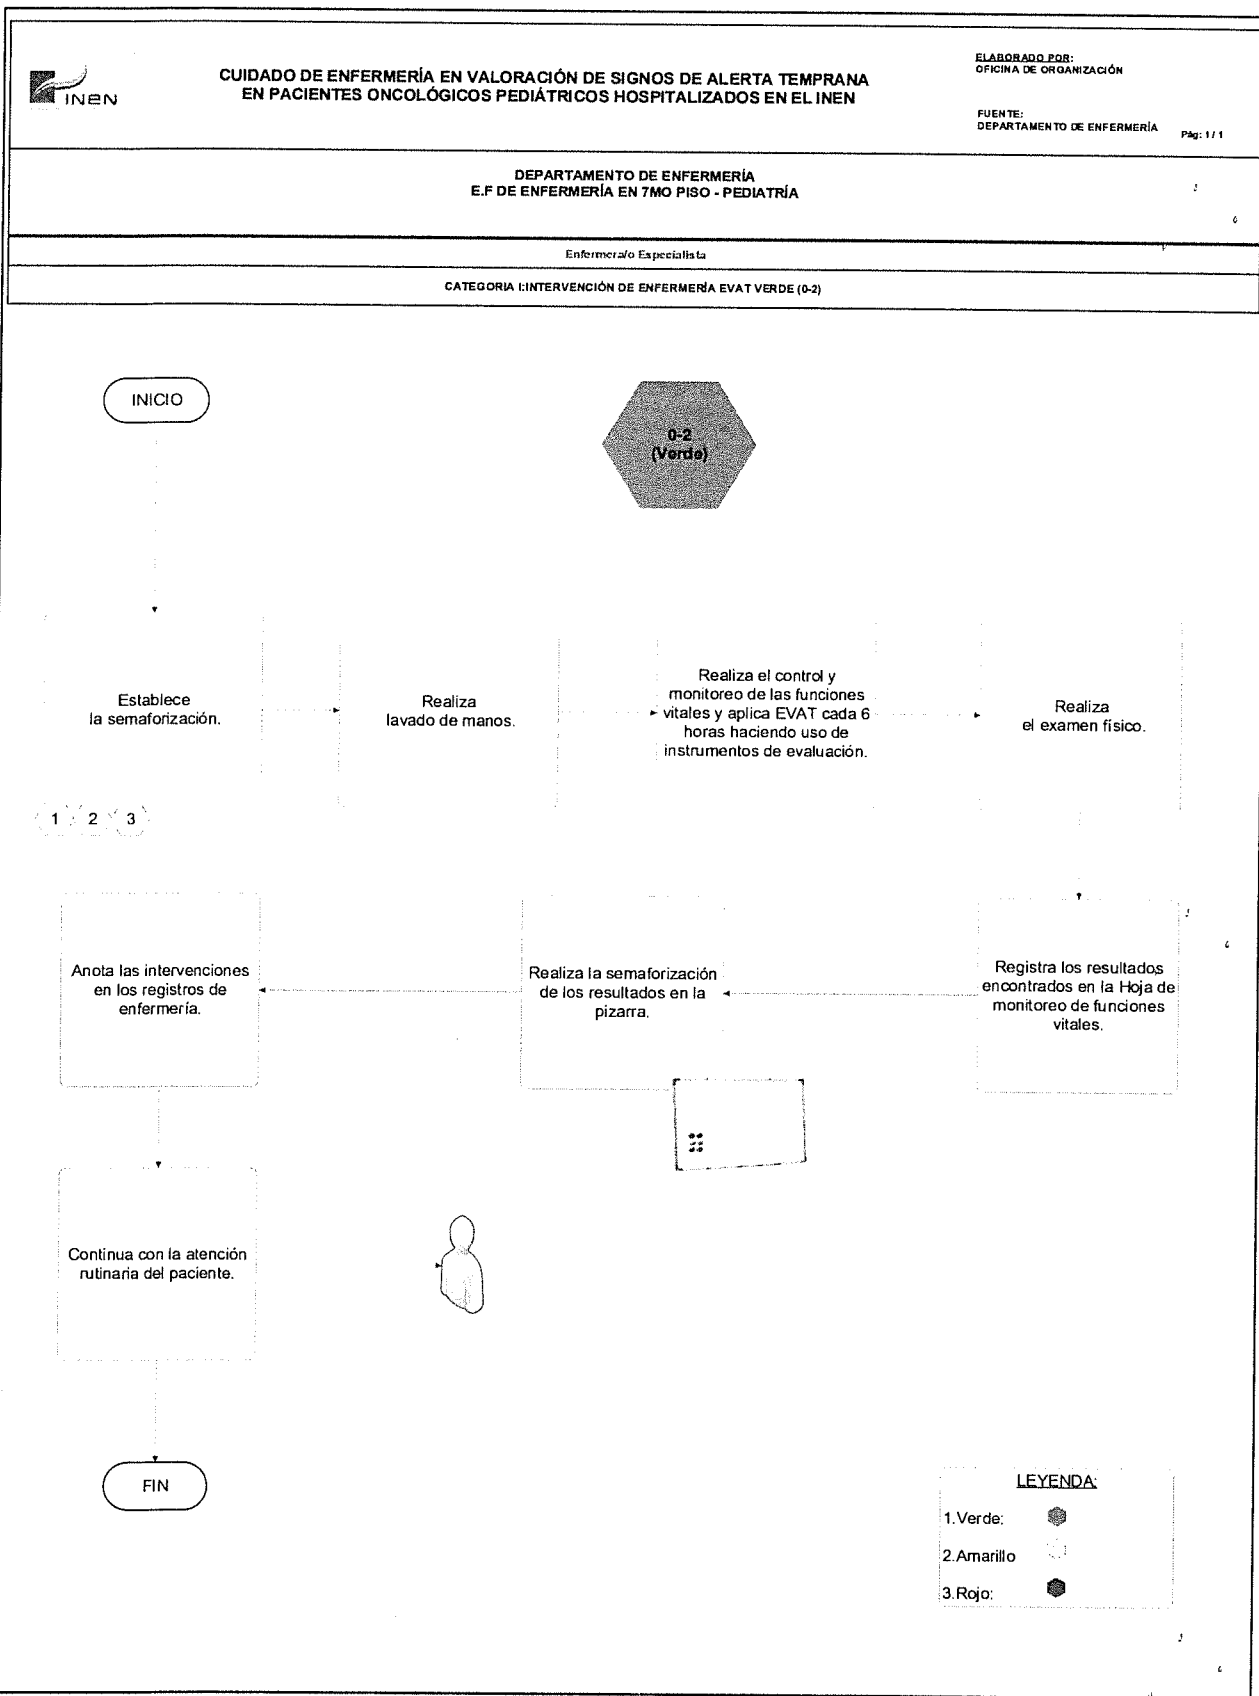 INEN
CUIDADO DE ENFERMERÍA EN VALORACIÓN DE SIGNOS DE ALERTA TEMPRANA
EN PACIENTES ONCOLÓGICOS PEDIÁTRICOS HOSPITALIZADOS EN EL INEN
ELABORADO POR:
OFICINA DE ORGANIZACIÓN
FUENTE:
DEPARTAMENTO DE ENFERMERÍA
Pág: 1 / 1
DEPARTAMENTO DE ENFERMERÍA
E.F DE ENFERMERÍA EN 7MO PISO - PEDIATRÍA
Enfermera/o Especialista
CATEGORIA I:INTERVENCIÓN DE ENFERMERÍA EVAT VERDE (0-2)
INICIO
0-2
(Verde)
Establece
la semaforización.
Realiza
lavado de manos.
Realiza el control y
monitoreo de las funciones
vitales y aplica EVAT cada 6
horas haciendo uso de
instrumentos de evaluación.
Realiza
el examen físico.
1 2 3
Anota las intervenciones
en los registros de
enfermería.
Realiza la semaforización
de los resultados en la
pizarra.
Registra los resultados
encontrados en la Hoja de
monitoreo de funciones
vitales.
Continua con la atención
rutinaria del paciente.
FIN
LEYENDA:
1.Verde:
2.Amarillo
3.Rojo: